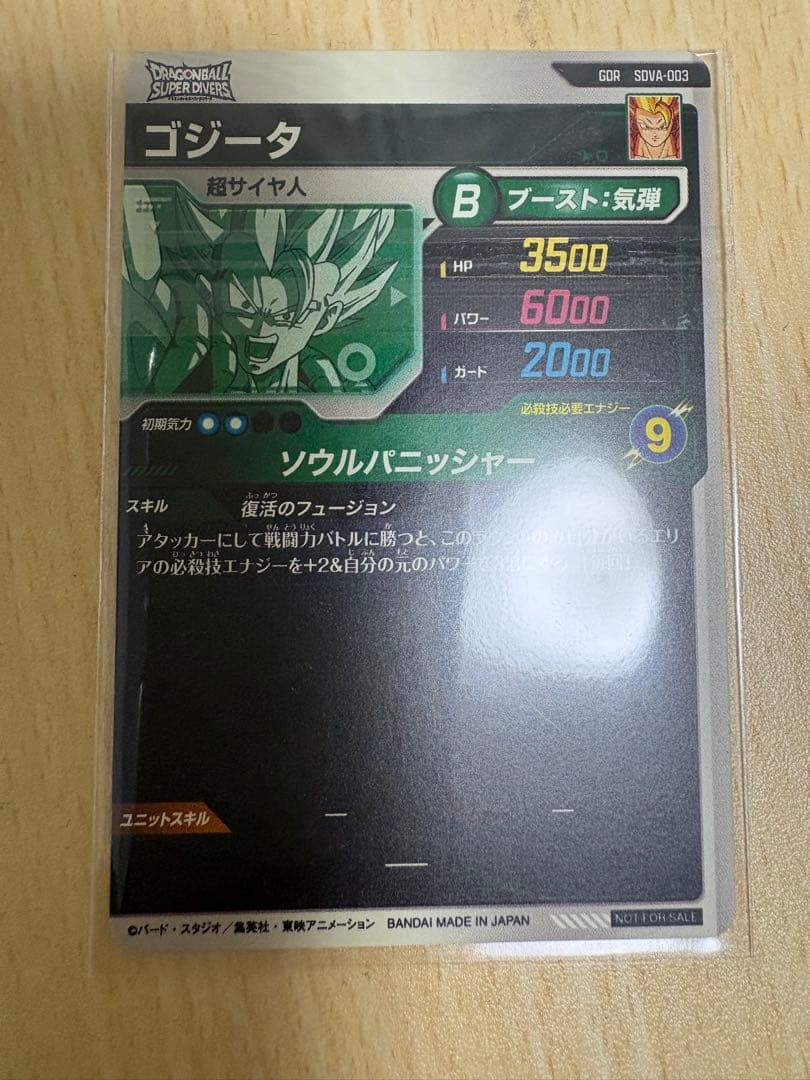 DRAGONBALL
SUPER DIVERS
GDR SDVA-003
ゴジータ
超サイヤ人
B ブースト：気弾
HP 3500
パワー 6000
ガード 2000
初期気力
必殺技必要エナジー
9
ソウルパニッシャー
スキル 復活のフュージョン
アタッカーにして戦闘力バトルに勝つと、この
エリ
アの必殺技エナジーを+2&自分の元のパワー
ユニットスキル
©バード・スタジオ／集英社・東映アニメーション BANDAI MADE IN JAPAN
NOT FOR SALE